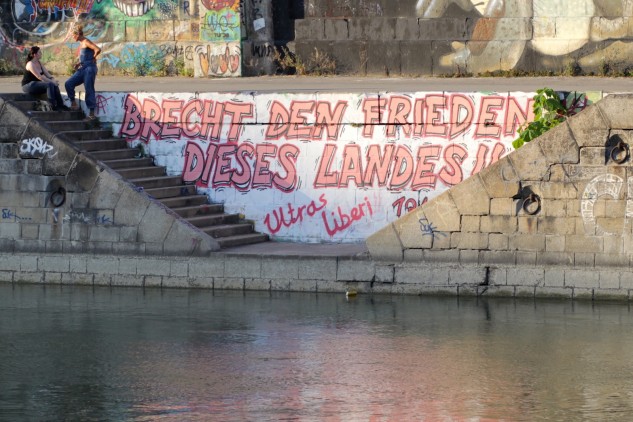 BRECHT DEN FRIEDEN
DIESES LANDES!!
Ultras
liberi